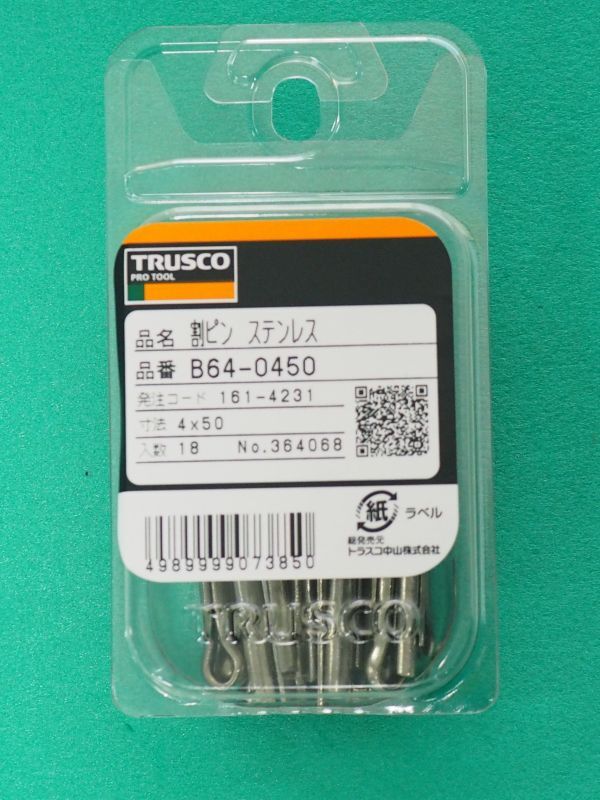 TRUSCO
PRO TOOL
品名 割ピン ステンレス
品番 B64-0450
発注コード 161-4231
寸法 4×50
入数 18 No.364068
紙 ラベル
総発売元
トラスコ中山株式会社
4989999073850
TRUSCO